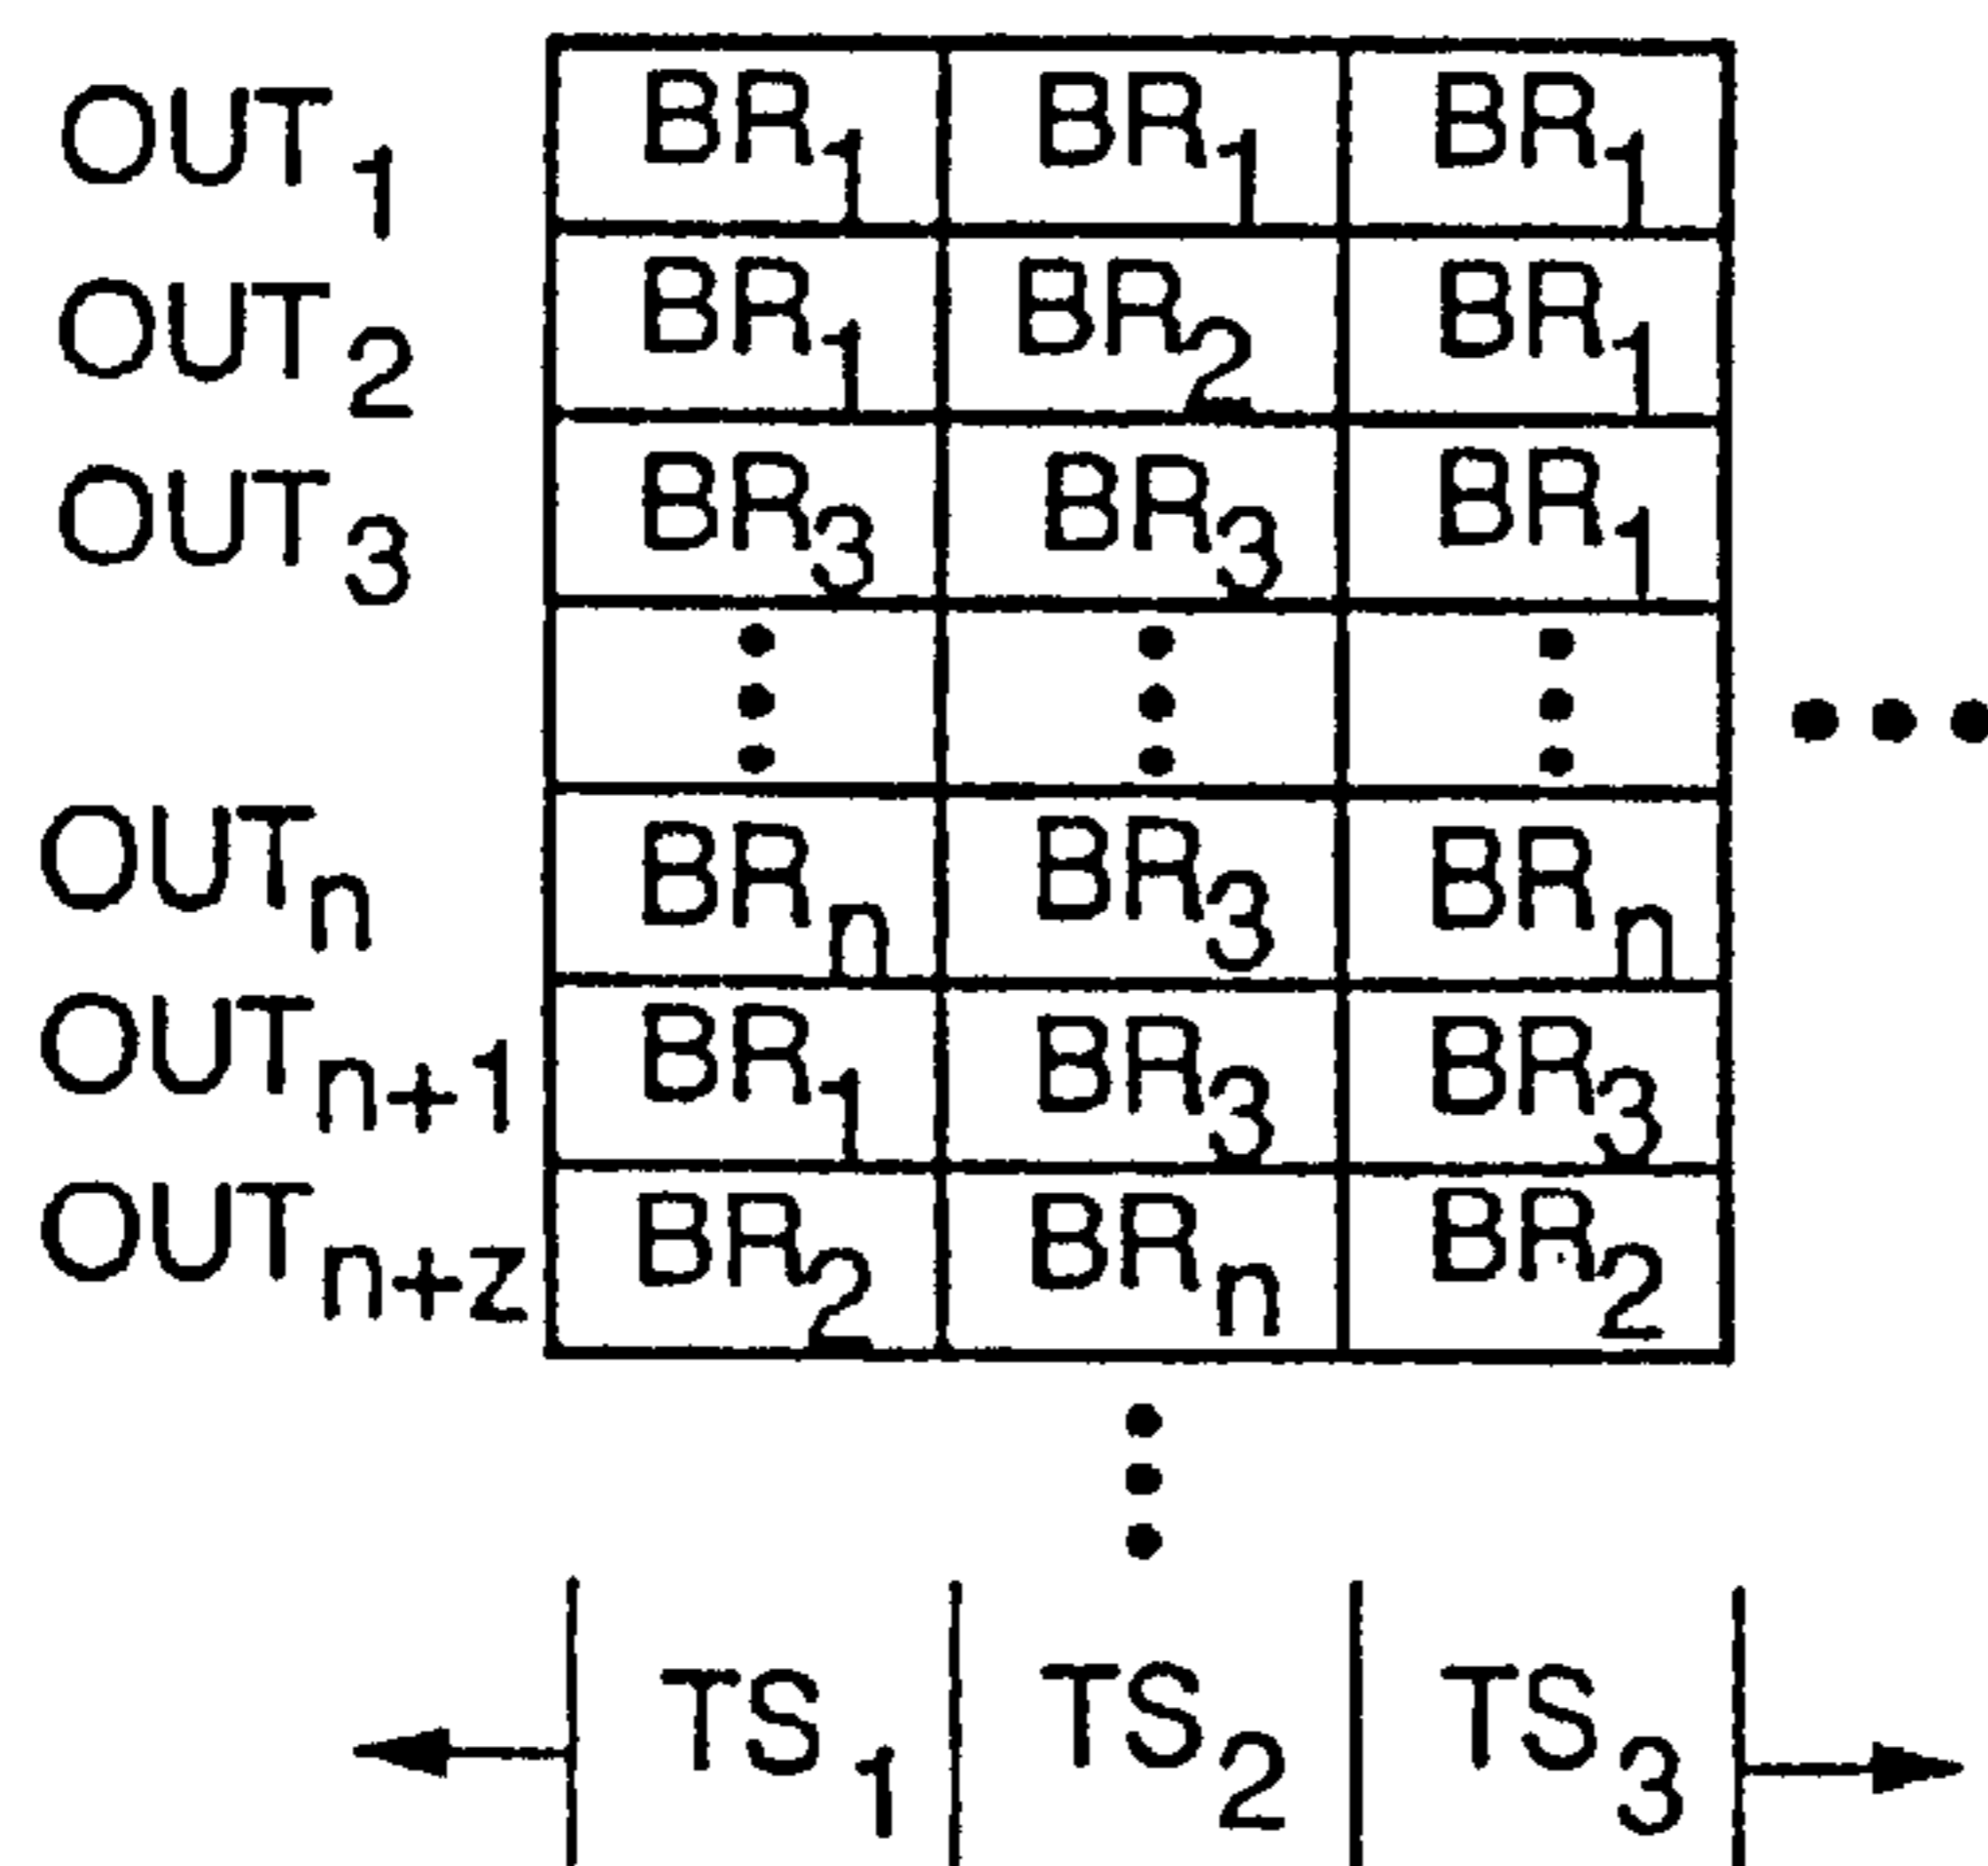 OUT₁ BR₁ BR₁ BR₁
OUT₂ BR₁ BR₂ BR₁
OUT₃ BR₃ BR₃ BR₁
OUTₙ BRₙ BR₃ BRₙ
OUTₙ₊₁ BR₁ BR₃ BR₃
OUTn+z BR₂ BRₙ BR₂
TS₁ TS₂ TS₃